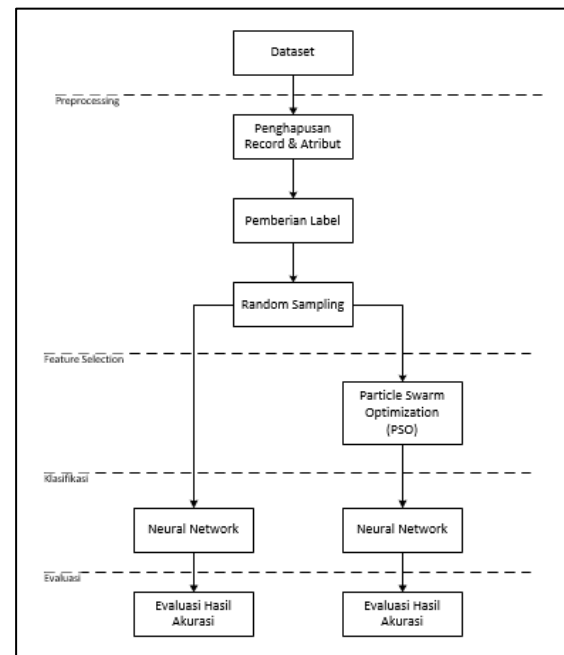 Dataset
Preprocessing
Penghapusan
Record & Atribut
Pemberian Label
Random Sampling
Feature Selection
Particle Swarm
Optimization
(PSO)
Klasifikasi
Neural Network
Neural Network
Evaluasi
Evaluasi Hasil
Akurasi
Evaluasi Hasil
Akurasi